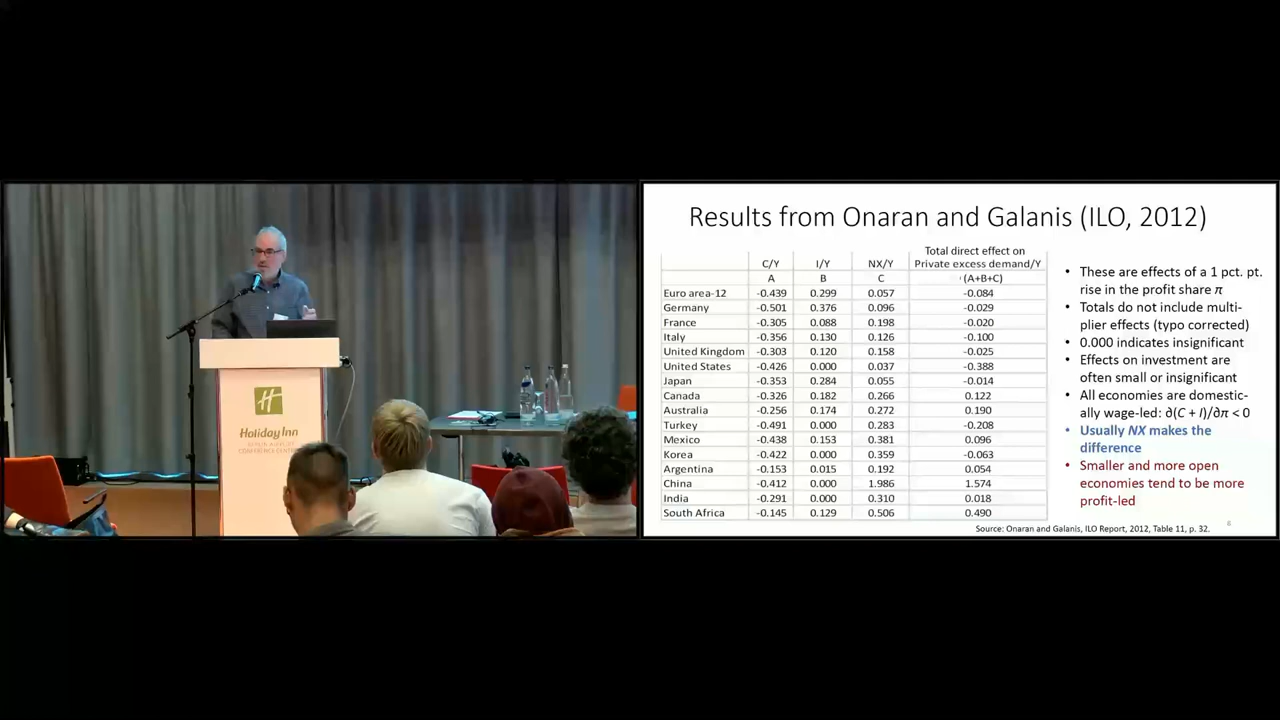 Holiday Inn
Results from Onaran and Galanis (ILO, 2012)
Total direct effect on
C/Y I/Y NX/Y Private excess demand/Y
A B C (A+B+C)
Euro area-12 -0.439 0.299 0.057 -0.084
Germany -0.501 0.376 0.096 -0.029
France -0.305 0.088 0.198 -0.020
Italy -0.356 0.130 0.126 -0.100
United Kingdom -0.303 0.120 0.158 -0.025
United States -0.426 0.000 0.037 -0.388
Japan -0.353 0.284 0.055 -0.014
Canada -0.326 0.182 0.266 0.122
Australia -0.256 0.174 0.272 0.190
Turkey -0.491 0.000 0.283 -0.208
Mexico -0.438 0.153 0.381 0.096
Korea -0.422 0.000 0.359 -0.063
Argentina -0.153 0.015 0.192 0.054
China -0.412 0.000 1.986 1.574
India -0.291 0.000 0.310 0.018
South Africa -0.145 0.129 0.506 0.490
• These are effects of a 1 pct. pt.
rise in the profit share π
• Totals do not include multi-
plier effects (typo corrected)
• 0.000 indicates insignificant
• Effects on investment are
often small or insignificant
• All economies are domestic-
ally wage-led: ∂(C + I)/∂π < 0
• Usually NX makes the
difference
• Smaller and more open
economies tend to be more
profit-led
Source: Onaran and Galanis, ILO Report, 2012, Table 11, p. 32.
6